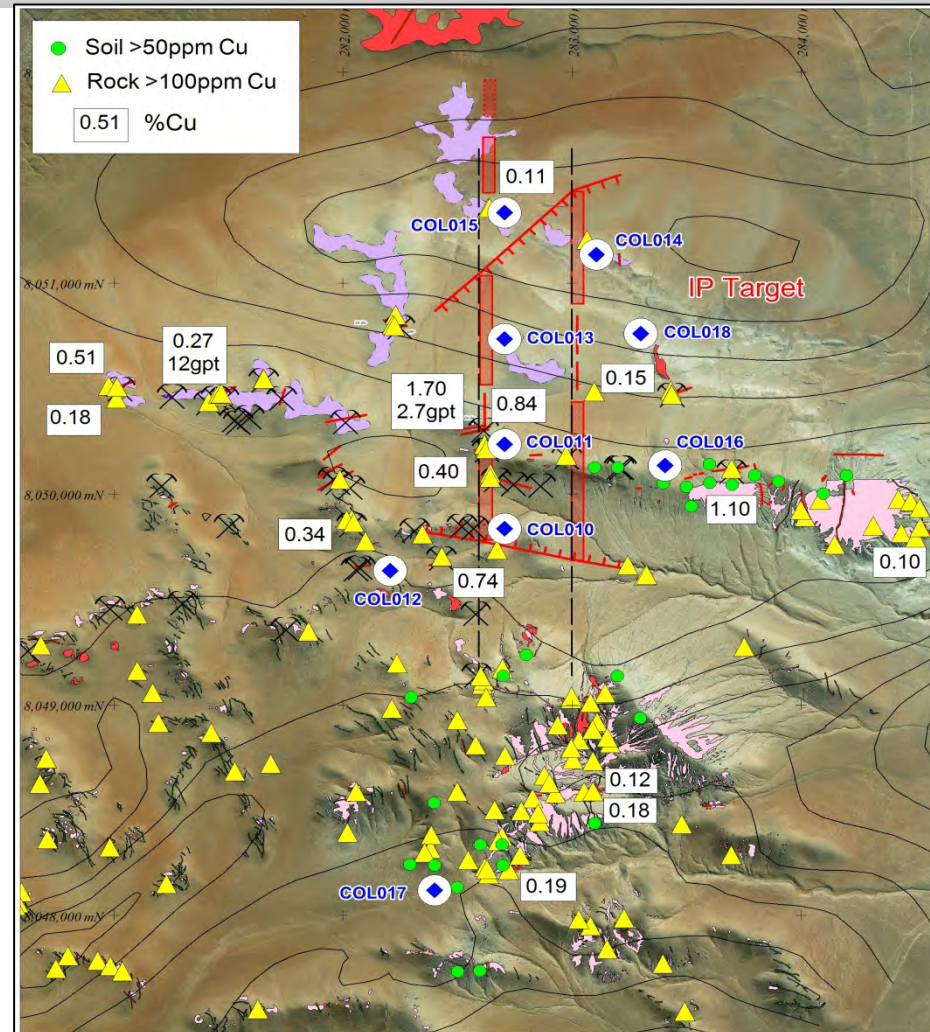 Soil >50ppm Cu
Rock >100ppm Cu
0.51 %Cu
282,000
283,000
284,000
0.11
COL015
COL014
8,051,000 mN
IP Target
COL013
COL018
0.27
12gpt
0.51
0.18
1.70
2.7gpt
0.84
0.15
COL011
COL016
0.40
8,050,000 mN
1.10
0.34
COL010
0.10
0.74
COL012
8,049,000 mN
0.12
0.18
0.19
COL017
8,048,000 mN